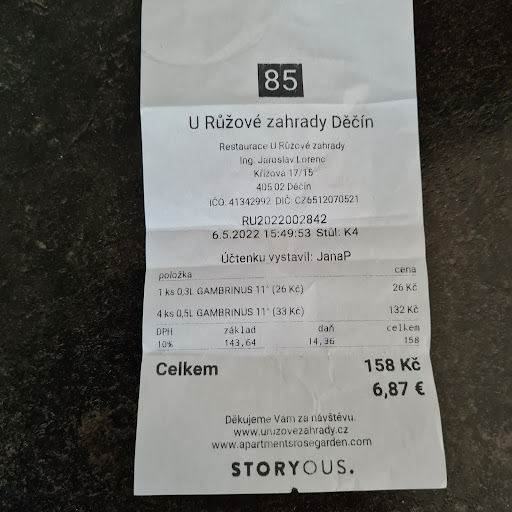 85
U Růžové zahrady Děčín
Restaurace U Růžové zahrady
Ing. Jaroslav Lorenc
Křížova 17/15
405 02 Děčín
IČO: 41342992 DIČ: CZ6512070521
RU2022002842
6.5.2022 15:49:53 Stůl: K4
Účtenku vystavil: JanaP
položka cena
1 ks 0,3L GAMBRINUS 11° (26 Kč) 26 Kč
4 ks 0,5L GAMBRINUS 11° (33 Kč) 132 Kč
DPH základ daň celkem
10% 143,64 14,36 158
Celkem 158 Kč
6,87 €
Děkujeme Vám za návštěvu.
www.uruzovezahrady.cz
www.apartmentsrosegarden.com
STORYOUS.